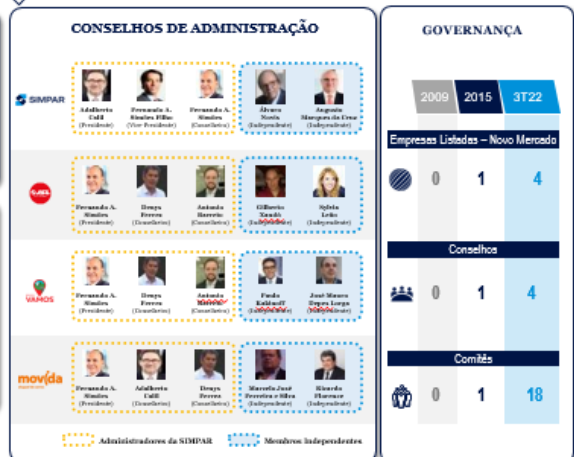 CONSELHOS DE ADMINISTRAÇÃO
SIMPAR
Adalberto
Calil
(Presidente)
Fernando A.
Simões Filho
(Vice Presidente)
Fernando A.
Simões
(Conselheiro)
Álvaro
Novis
(Independente)
Augusto
Marques da Cruz
(Independente)
Fernando A.
Simões
(Presidente)
Denys
Ferrez
(Conselheiro)
Antonio
Barreto
(Conselheiro)
Gilberto
Xandó
(Independente)
Sylvia
Leão
(Independente)
VAMOS
Fernando A.
Simões
(Presidente)
Denys
Ferrez
(Conselheiro)
Antonio
Barreto
(Conselheiro)
Paulo
(Independente)
José Mauro
Depes Lorga
(Independente)
movida
Fernando A.
Simões
(Presidente)
Adalberto
Calil
(Conselheiro)
Denys
Ferrez
(Conselheiro)
Marcelo José
Ferreira e Silva
(Independente)
Ricardo
Florence
(Independente)
Administradores da SIMPAR
Membros Independentes
GOVERNANÇA
2009 2015 3T22
Empresas Listadas – Novo Mercado
0 1 4
Conselhos
0 1 4
Comitês
0 1 18